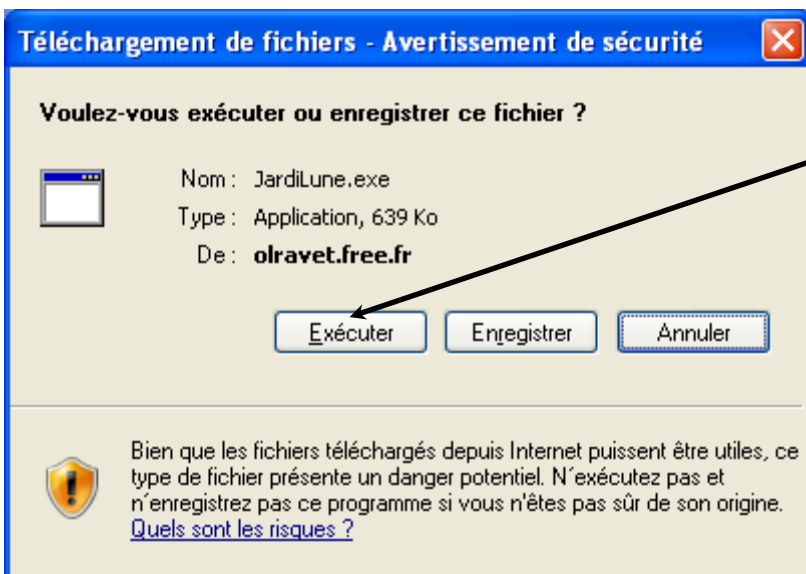 Téléchargement de fichiers - Avertissement de sécurité
Voulez-vous exécuter ou enregistrer ce fichier ?
Nom : JardiLune.exe
Type : Application, 639 Ko
De : olravet.free.fr
Exécuter Enregistrer Annuler
Bien que les fichiers téléchargés depuis Internet puissent être utiles, ce
type de fichier présente un danger potentiel. N´exécutez pas et
n´enregistrez pas ce programme si vous n'êtes pas sûr de son origine.
Quels sont les risques ?